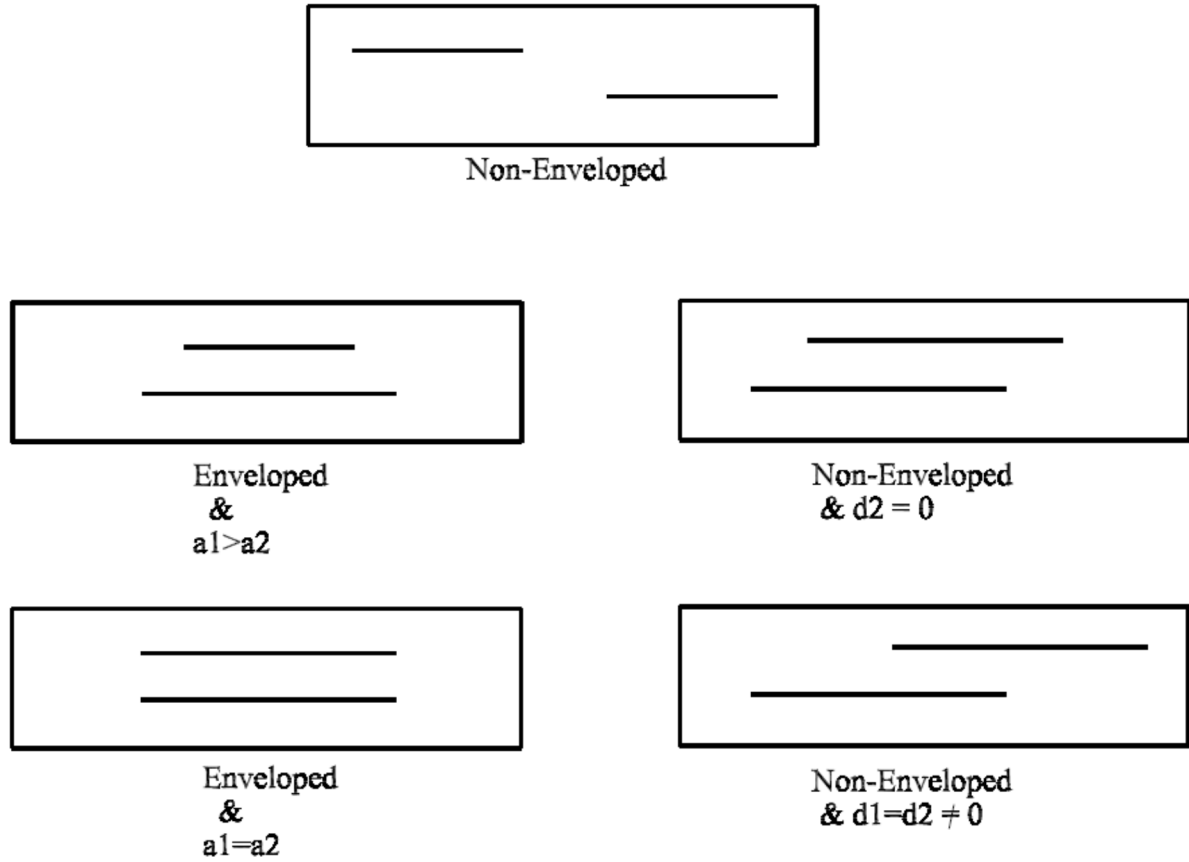 Non-Enveloped
Enveloped
&
a1>a2
Non-Enveloped
& d2 = 0
Enveloped
&
a1=a2
Non-Enveloped
& d1=d2 ≠ 0